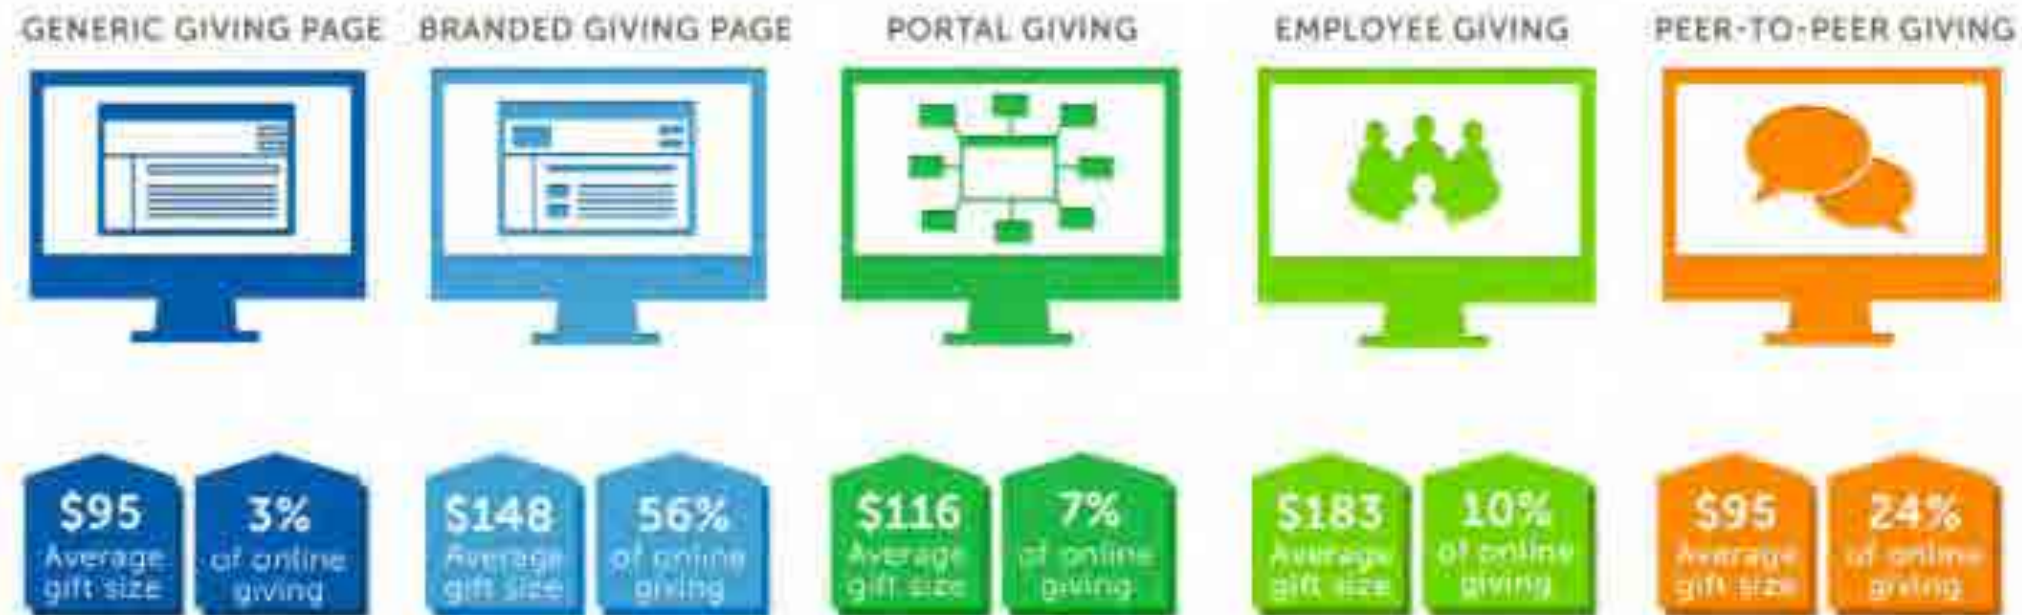 GENERIC GIVING PAGE
BRANDED GIVING PAGE
PORTAL GIVING
EMPLOYEE GIVING
PEER-TO-PEER GIVING
$95
Average
gift size
3%
of online
giving
$148
Average
gift size
56%
of online
giving
$116
Average
gift size
7%
of online
giving
$183
Average
gift size
10%
of online
giving
$95
Average
gift size
24%
of online
giving